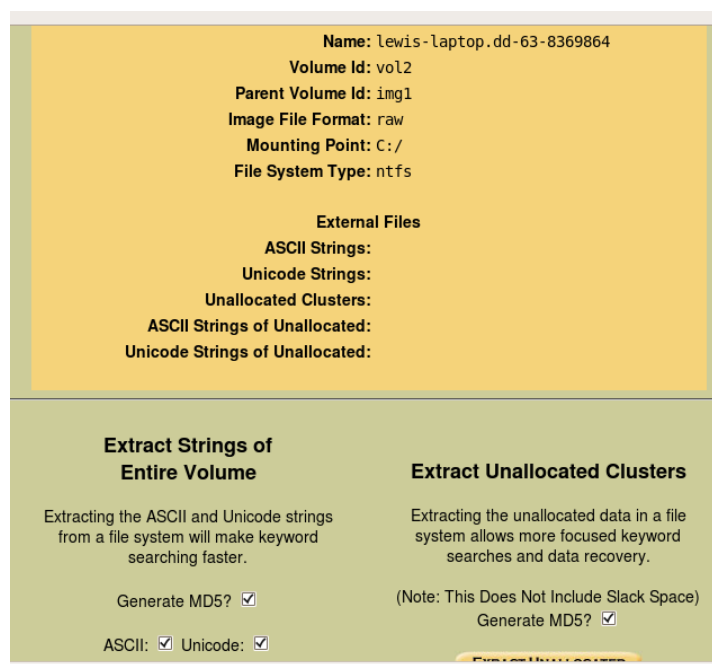 Name: lewis-laptop.dd-63-8369864
Volume Id: vol2
Parent Volume Id: img1
Image File Format: raw
Mounting Point: C:/
File System Type: ntfs
External Files
ASCII Strings:
Unicode Strings:
Unallocated Clusters:
ASCII Strings of Unallocated:
Unicode Strings of Unallocated:
Extract Strings of
Entire Volume
Extracting the ASCII and Unicode strings
from a file system will make keyword
searching faster.
Generate MD5?
ASCII: Unicode:
Extract Unallocated Clusters
Extracting the unallocated data in a file
system allows more focused keyword
searches and data recovery.
(Note: This Does Not Include Slack Space)
Generate MD5?
EXTRACT UNALLOCATED